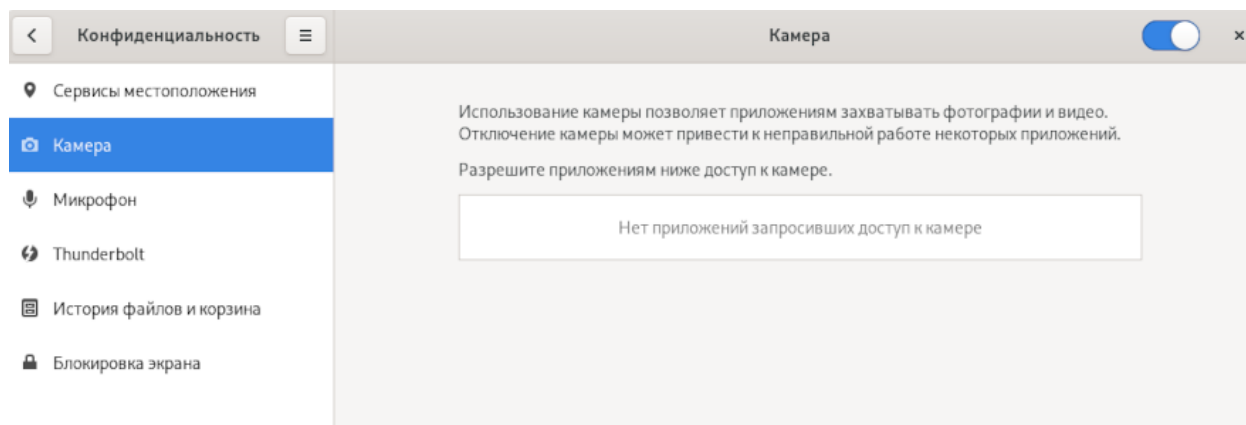 Конфиденциальность
Камера
Сервисы местоположения
Камера
Микрофон
Thunderbolt
История файлов и корзина
Блокировка экрана
Использование камеры позволяет приложениям захватывать фотографии и видео.
Отключение камеры может привести к неправильной работе некоторых приложений.
Разрешите приложениям ниже доступ к камере.
Нет приложений запросивших доступ к камере